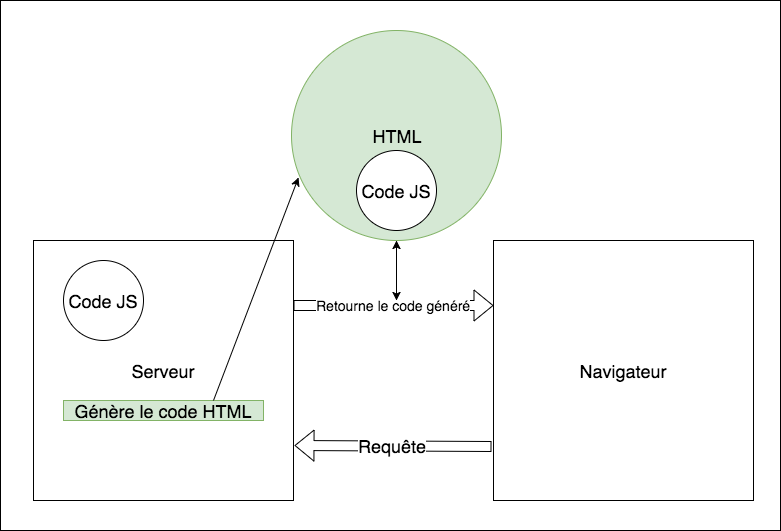 HTML
Code JS
Code JS
Retourne le code généré
Serveur
Navigateur
Génère le code HTML
Requête